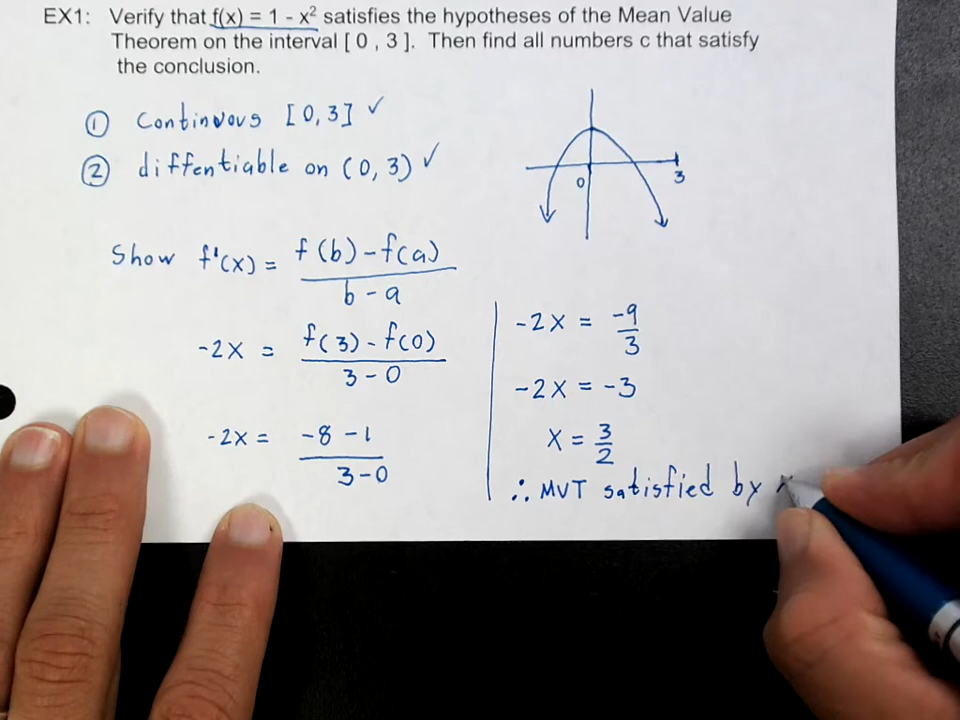 EX1: Verify that f(x) = 1 - x² satisfies the hypotheses of the Mean Value
Theorem on the interval [ 0 , 3 ]. Then find all numbers c that satisfy
the conclusion.
① Continuous [0,3] ✓
② diffentiable on (0,3) ✓
0
3
Show f'(x) = f(b)-f(a)
b-a
-2x = f(3)-f(0)
3-0
-2x = -8-1
3-0
-2x = -9
3
-2x = -3
x = 3
2
∴ MVT satisfied by